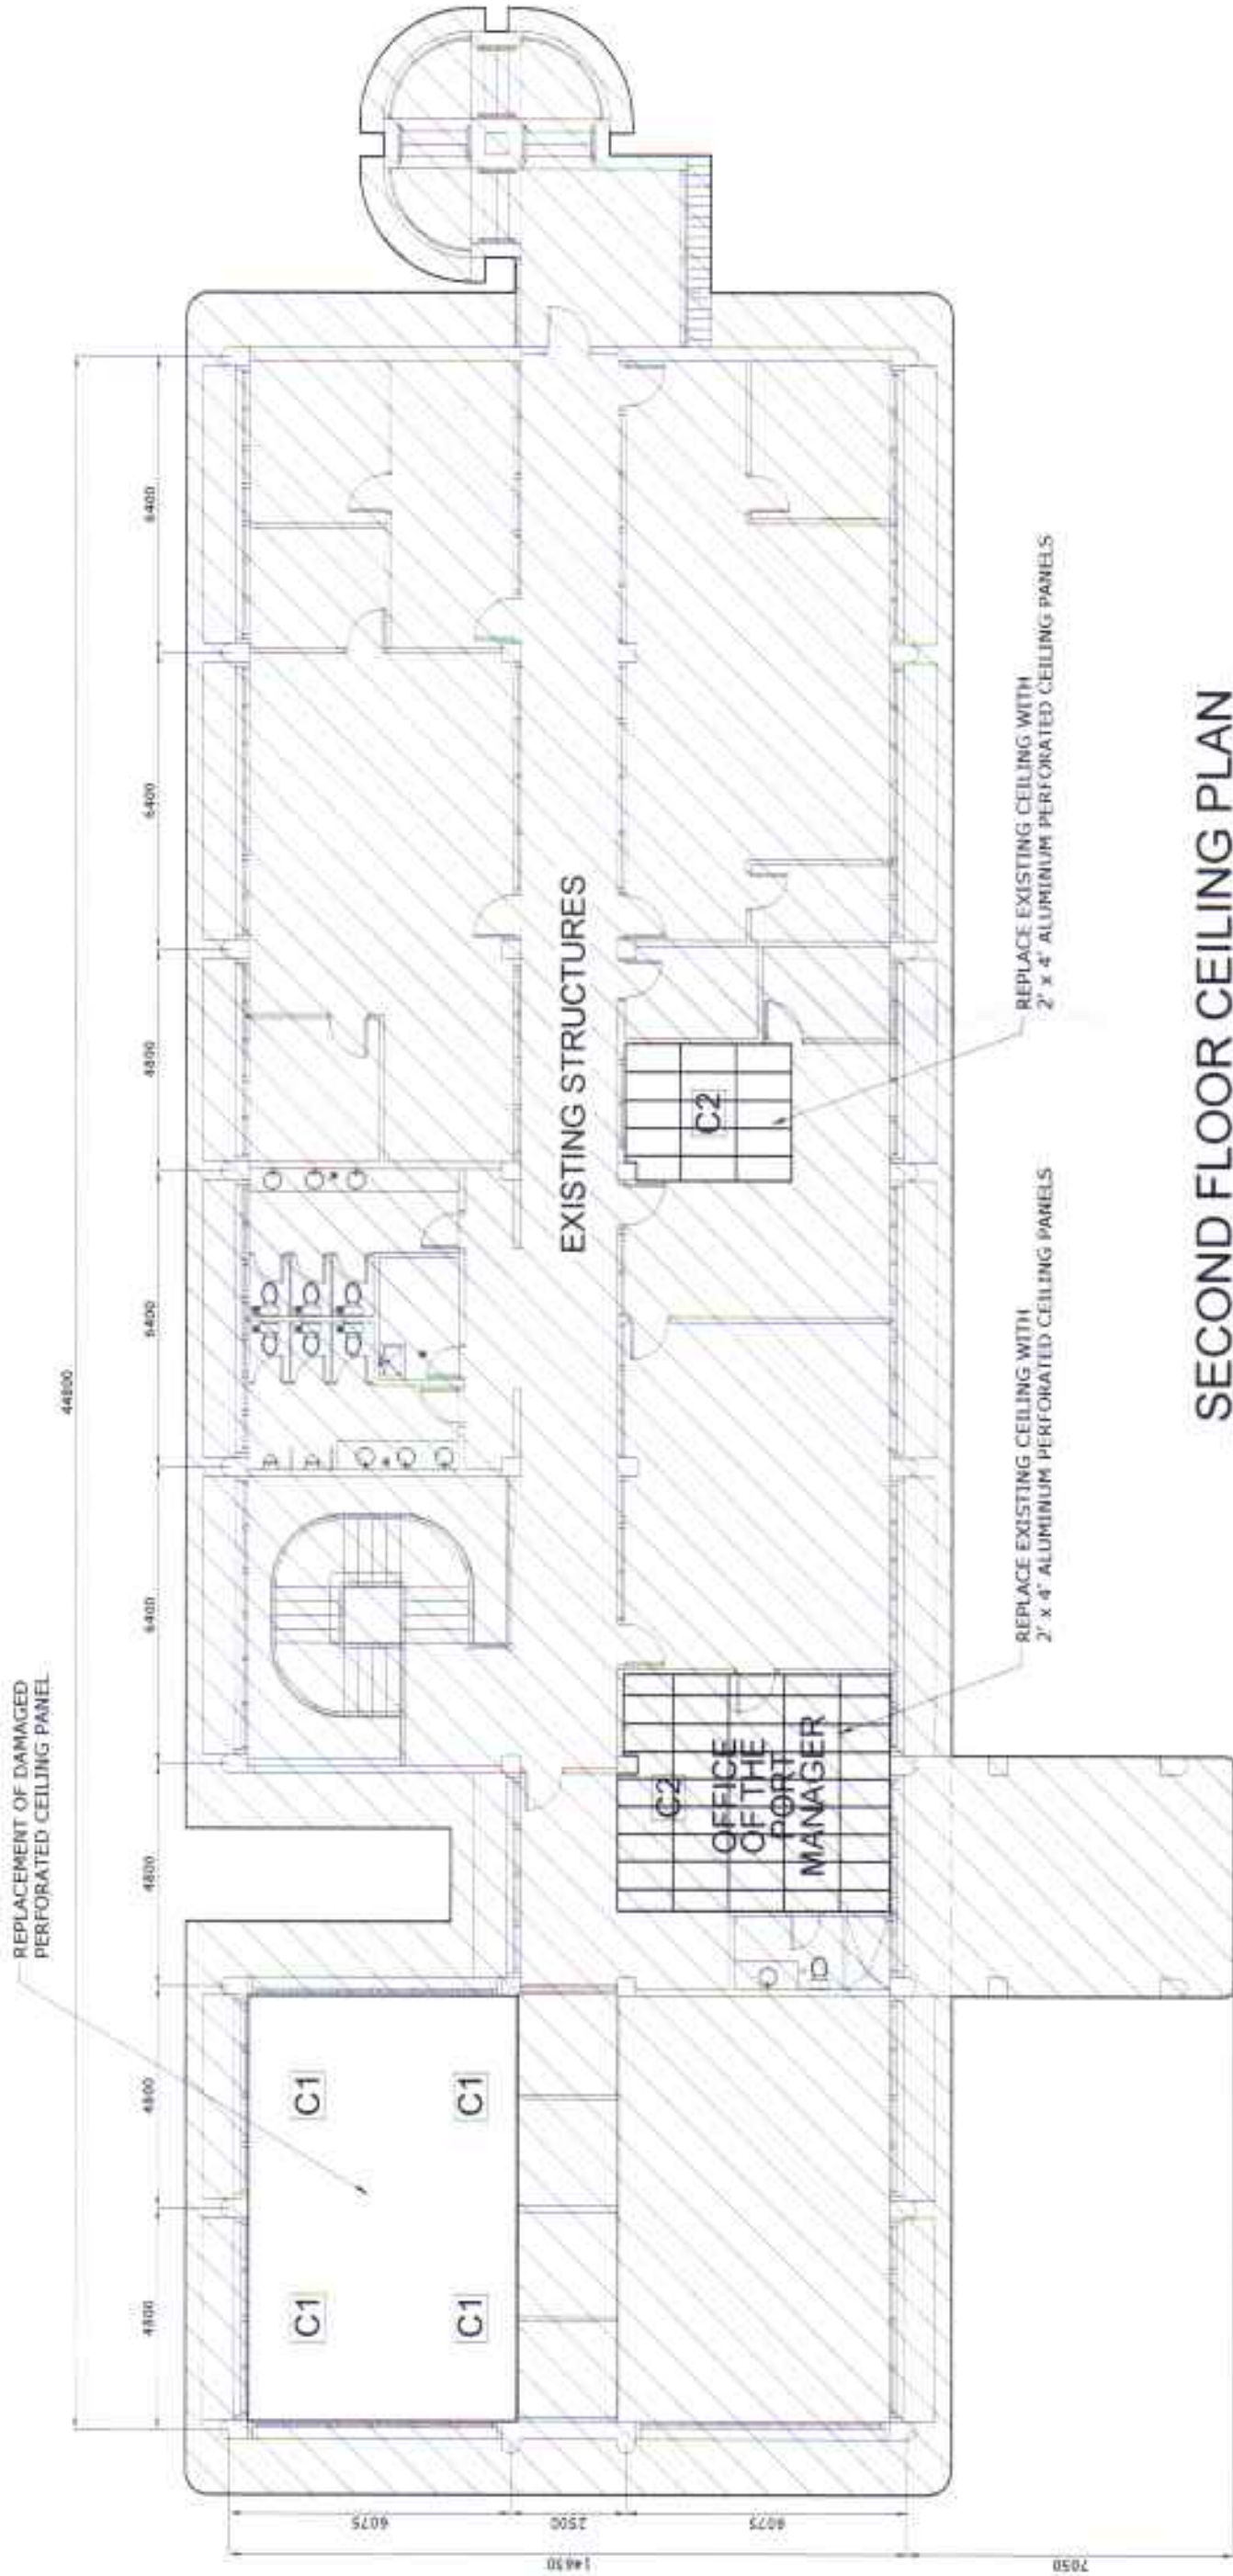 REPLACEMENT OF DAMAGED
PERFORATED CEILING PANEL
44800
4800
4800
4800
6400
6400
4800
6400
6400
6075
2500
6075
14650
7050
C1
C1
C1
C1
EXISTING STRUCTURES
C2
OFFICE
OF THE
PORT
MANAGER
C2
REPLACE EXISTING CEILING WITH
2' x 4' ALUMINUM PERFORATED CEILING PANELS
REPLACE EXISTING CEILING WITH
2' x 4' ALUMINUM PERFORATED CEILING PANELS
SECOND FLOOR CEILING PLAN